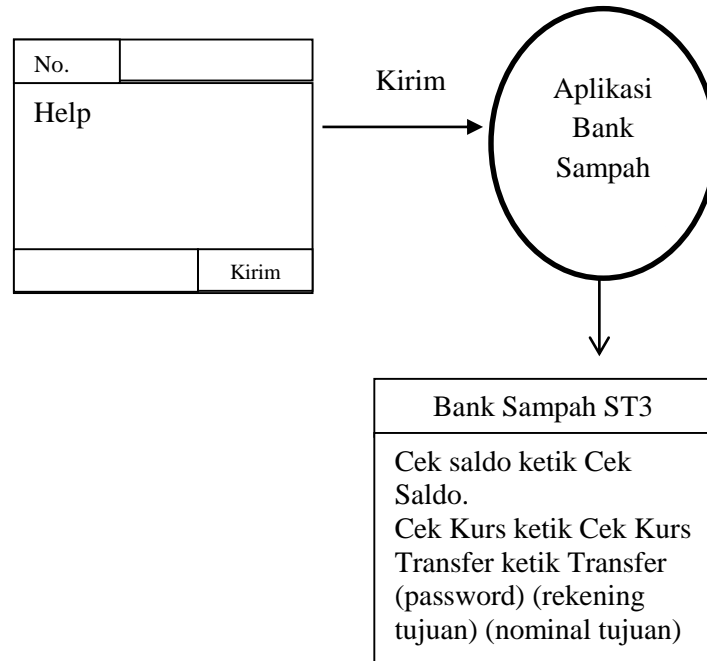 No.
Help
Kirim
Kirim
Aplikasi
Bank
Sampah
Bank Sampah ST3
Cek saldo ketik Cek
Saldo.
Cek Kurs ketik Cek Kurs
Transfer ketik Transfer
(password) (rekening
tujuan) (nominal tujuan)